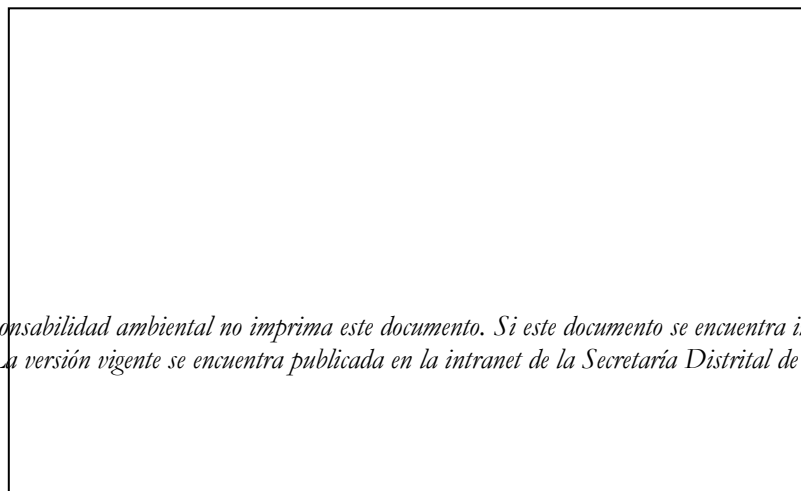 ambiental no imprima este documento. Si este documento se encuentra
versión vigente se encuentra publicada en la intranet de la Secretaría Distrital de